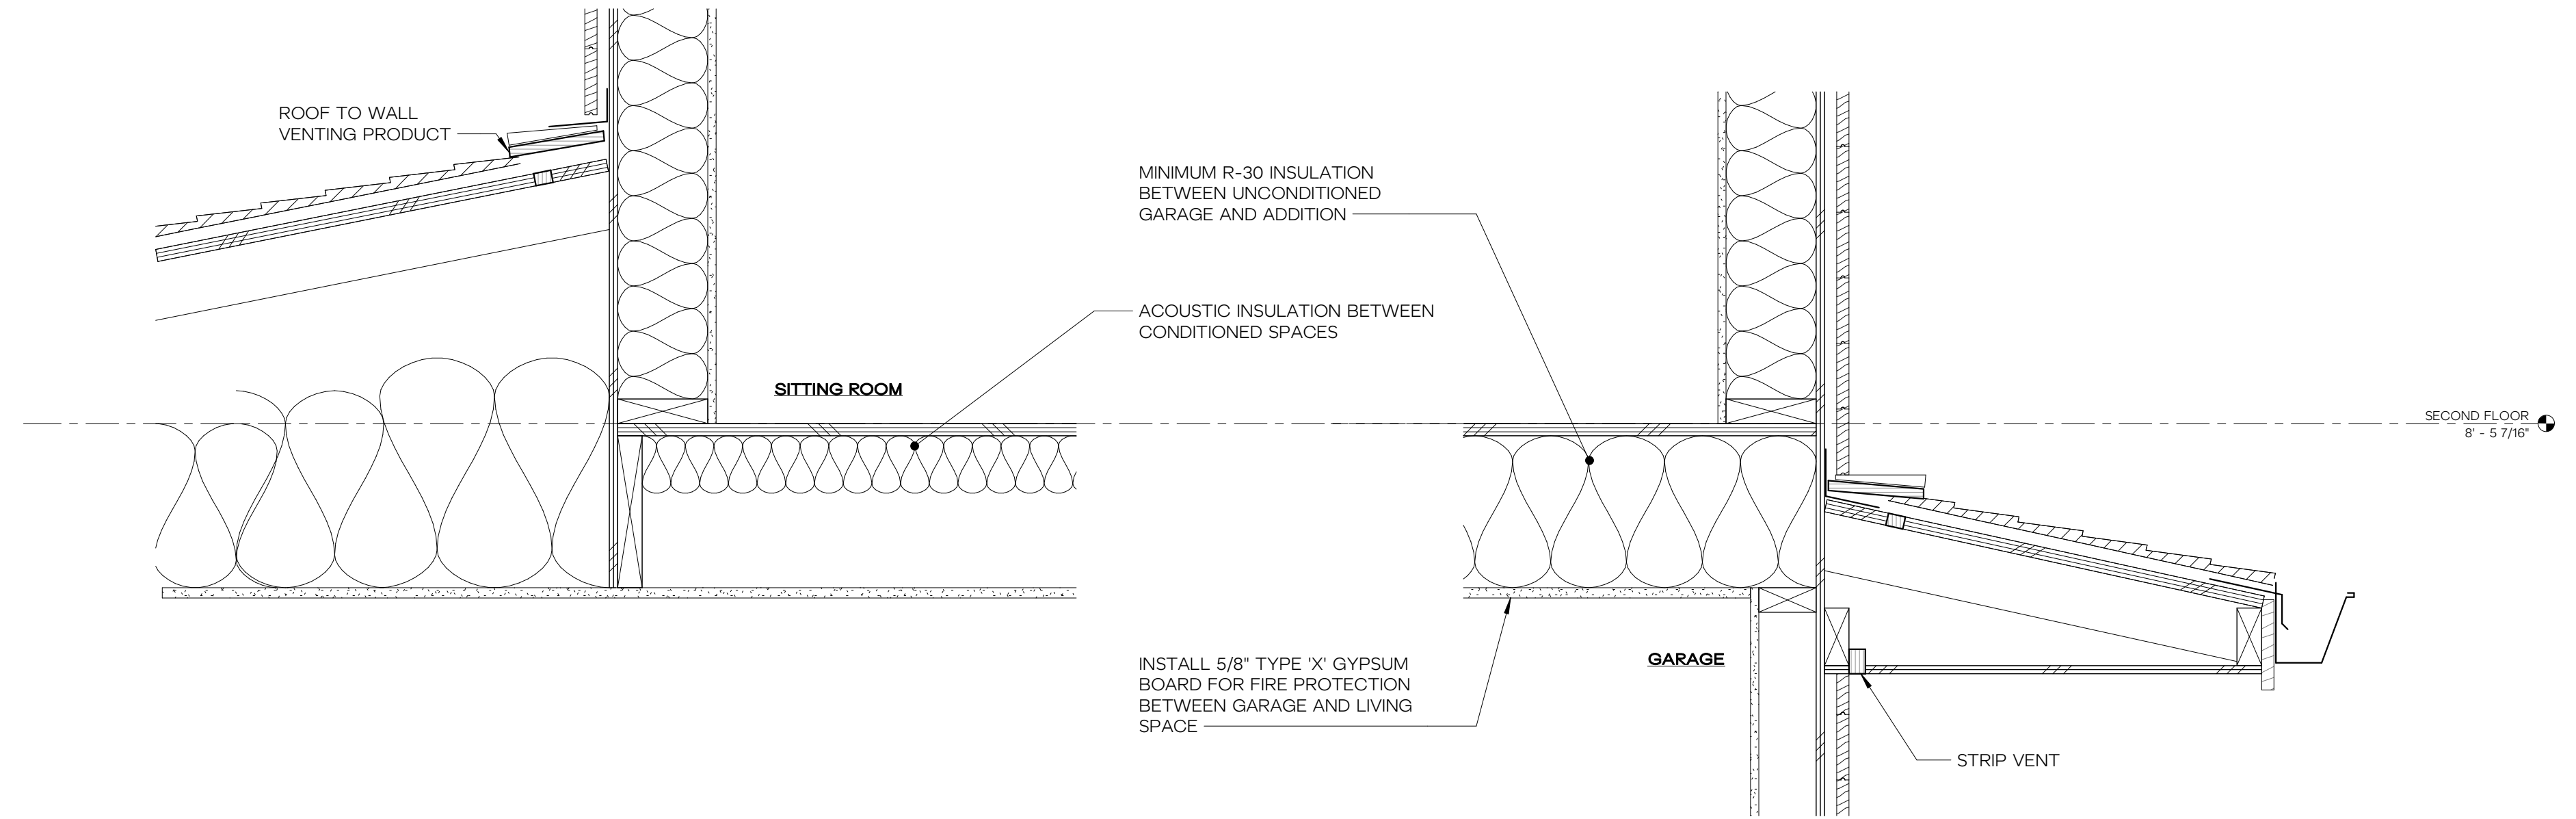 ROOF TO WALL
VENTING PRODUCT
MINIMUM R-30 INSULATION
BETWEEN UNCONDITIONED
GARAGE AND ADDITION
ACOUSTIC INSULATION BETWEEN
CONDITIONED SPACES
SITTING ROOM
SECOND FLOOR
8' - 5 7/16"
INSTALL 5/8" TYPE 'X' GYPSUM
BOARD FOR FIRE PROTECTION
BETWEEN GARAGE AND LIVING
SPACE
GARAGE
STRIP VENT